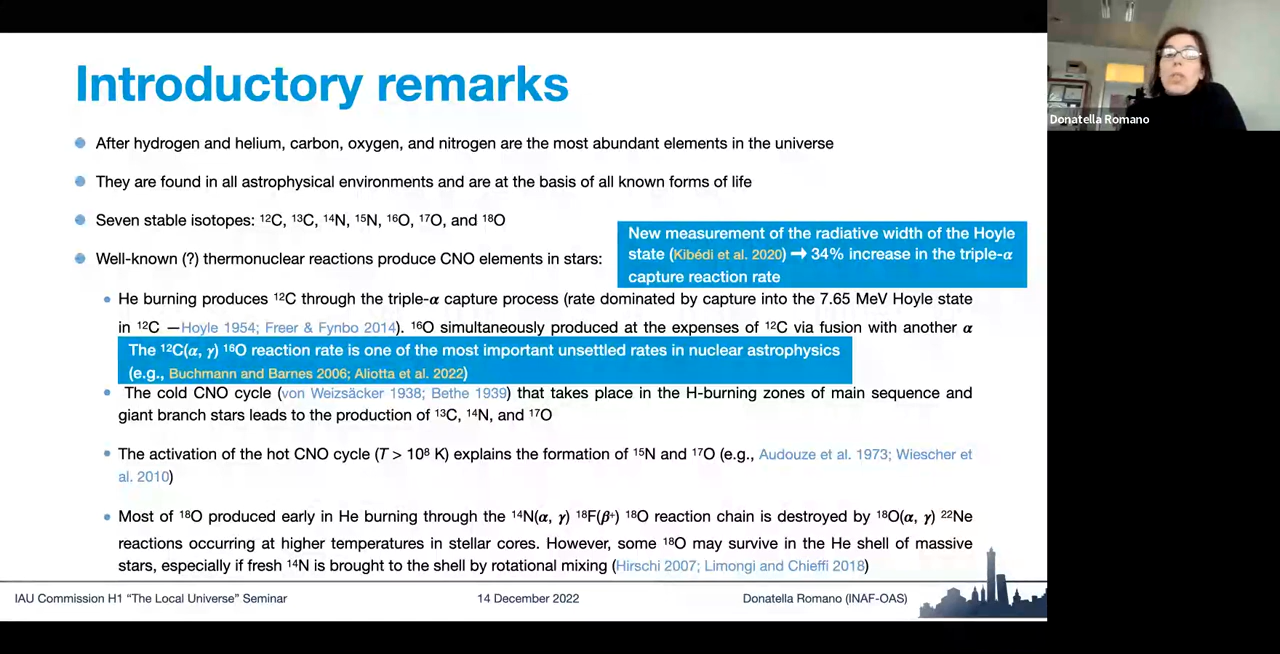 Introductory remarks
After hydrogen and helium, carbon, oxygen, and nitrogen are the most abundant elements in the universe
They are found in all astrophysical environments and are at the basis of all known forms of life
Seven stable isotopes: ¹²C, ¹³C, ¹⁴N, ¹⁵N, ¹⁶O, ¹⁷O, and ¹⁸O
Well-known (?) thermonuclear reactions produce CNO elements in stars:
New measurement of the radiative width of the Hoyle
state (Kibédi et al. 2020) ➞ 34% increase in the triple-α
capture reaction rate
He burning produces ¹²C through the triple-α capture process (rate dominated by capture into the 7.65 MeV Hoyle state
in ¹²C —Hoyle 1954; Freer & Fynbo 2014). ¹⁶O simultaneously produced at the expenses of ¹²C via fusion with another α
The ¹²C(α, γ) ¹⁶O reaction rate is one of the most important unsettled rates in nuclear astrophysics
(e.g., Buchmann and Barnes 2006; Aliotta et al. 2022)
The cold CNO cycle (von Weizsäcker 1938; Bethe 1939) that takes place in the H-burning zones of main sequence and
giant branch stars leads to the production of ¹³C, ¹⁴N, and ¹⁷O
The activation of the hot CNO cycle (T > 10⁸ K) explains the formation of ¹⁵N and ¹⁷O (e.g., Audouze et al. 1973; Wiescher et
al. 2010)
Most of ¹⁸O produced early in He burning through the ¹⁴N(α, γ) ¹⁸F(β⁺) ¹⁸O reaction chain is destroyed by ¹⁸O(α, γ) ²²Ne
reactions occurring at higher temperatures in stellar cores. However, some ¹⁸O may survive in the He shell of massive
stars, especially if fresh ¹⁴N is brought to the shell by rotational mixing (Hirschi 2007; Limongi and Chieffi 2018)
IAU Commission H1 “The Local Universe” Seminar
14 December 2022
Donatella Romano (INAF-OAS)
Donatella Romano